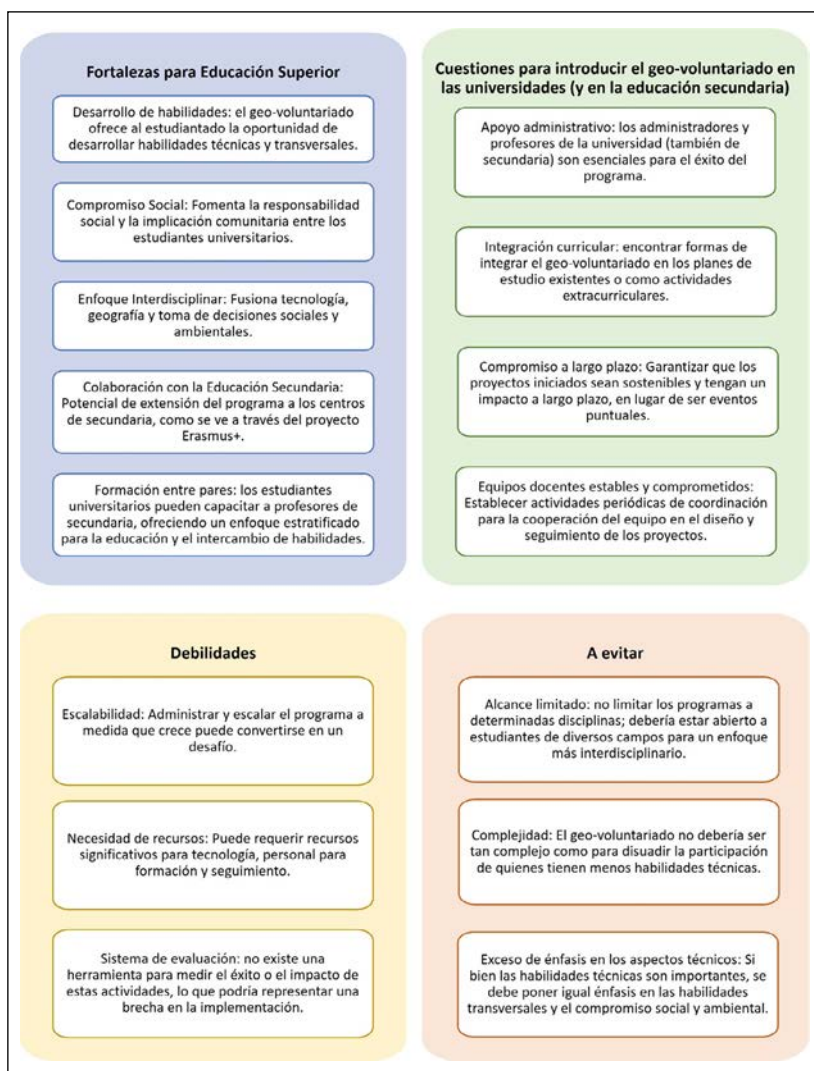 Fortalezas para Educación Superior
Desarrollo de habilidades: el geo-voluntariado
ofrece al estudiantado la oportunidad de
desarrollar habilidades técnicas y transversales.
Compromiso Social: Fomenta la responsabilidad
social y la implicación comunitaria entre los
estudiantes universitarios.
Enfoque Interdisciplinar: Fusiona tecnología,
geografía y toma de decisiones sociales y
ambientales.
Colaboración con la Educación Secundaria:
Potencial de extensión del programa a los centros
de secundaria, como se ve a través del proyecto
Erasmus+.
Formación entre pares: los estudiantes
universitarios pueden capacitar a profesores de
secundaria, ofreciendo un enfoque estratificado
para la educación y el intercambio de habilidades.
Cuestiones para introducir el geo-voluntariado en
las universidades (y en la educación secundaria)
Apoyo administrativo: los administradores y
profesores de la universidad (también de
secundaria) son esenciales para el éxito del
programa.
Integración curricular: encontrar formas de
integrar el geo-voluntariado en los planes de
estudio existentes o como actividades
extracurriculares.
Compromiso a largo plazo: Garantizar que los
proyectos iniciados sean sostenibles y tengan un
impacto a largo plazo, en lugar de ser eventos
puntuales.
Equipos docentes estables y comprometidos:
Establecer actividades periódicas de coordinación
para la cooperación del equipo en el diseño y
seguimiento de los proyectos.
Debilidades
Escalabilidad: Administrar y escalar el programa a
medida que crece puede convertirse en un
desafío.
Necesidad de recursos: Puede requerir recursos
significativos para tecnología, personal para
formación y seguimiento.
Sistema de evaluación: no existe una
herramienta para medir el éxito o el impacto de
estas actividades, lo que podría representar una
brecha en la implementación.
A evitar
Alcance limitado: no limitar los programas a
determinadas disciplinas; debería estar abierto a
estudiantes de diversos campos para un enfoque
más interdisciplinario.
Complejidad: El geo-voluntariado no debería ser
tan complejo como para disuadir la participación
de quienes tienen menos habilidades técnicas.
Exceso de énfasis en los aspectos técnicos: Si
bien las habilidades técnicas son importantes, se
debe poner igual énfasis en las habilidades
transversales y el compromiso social y ambiental.